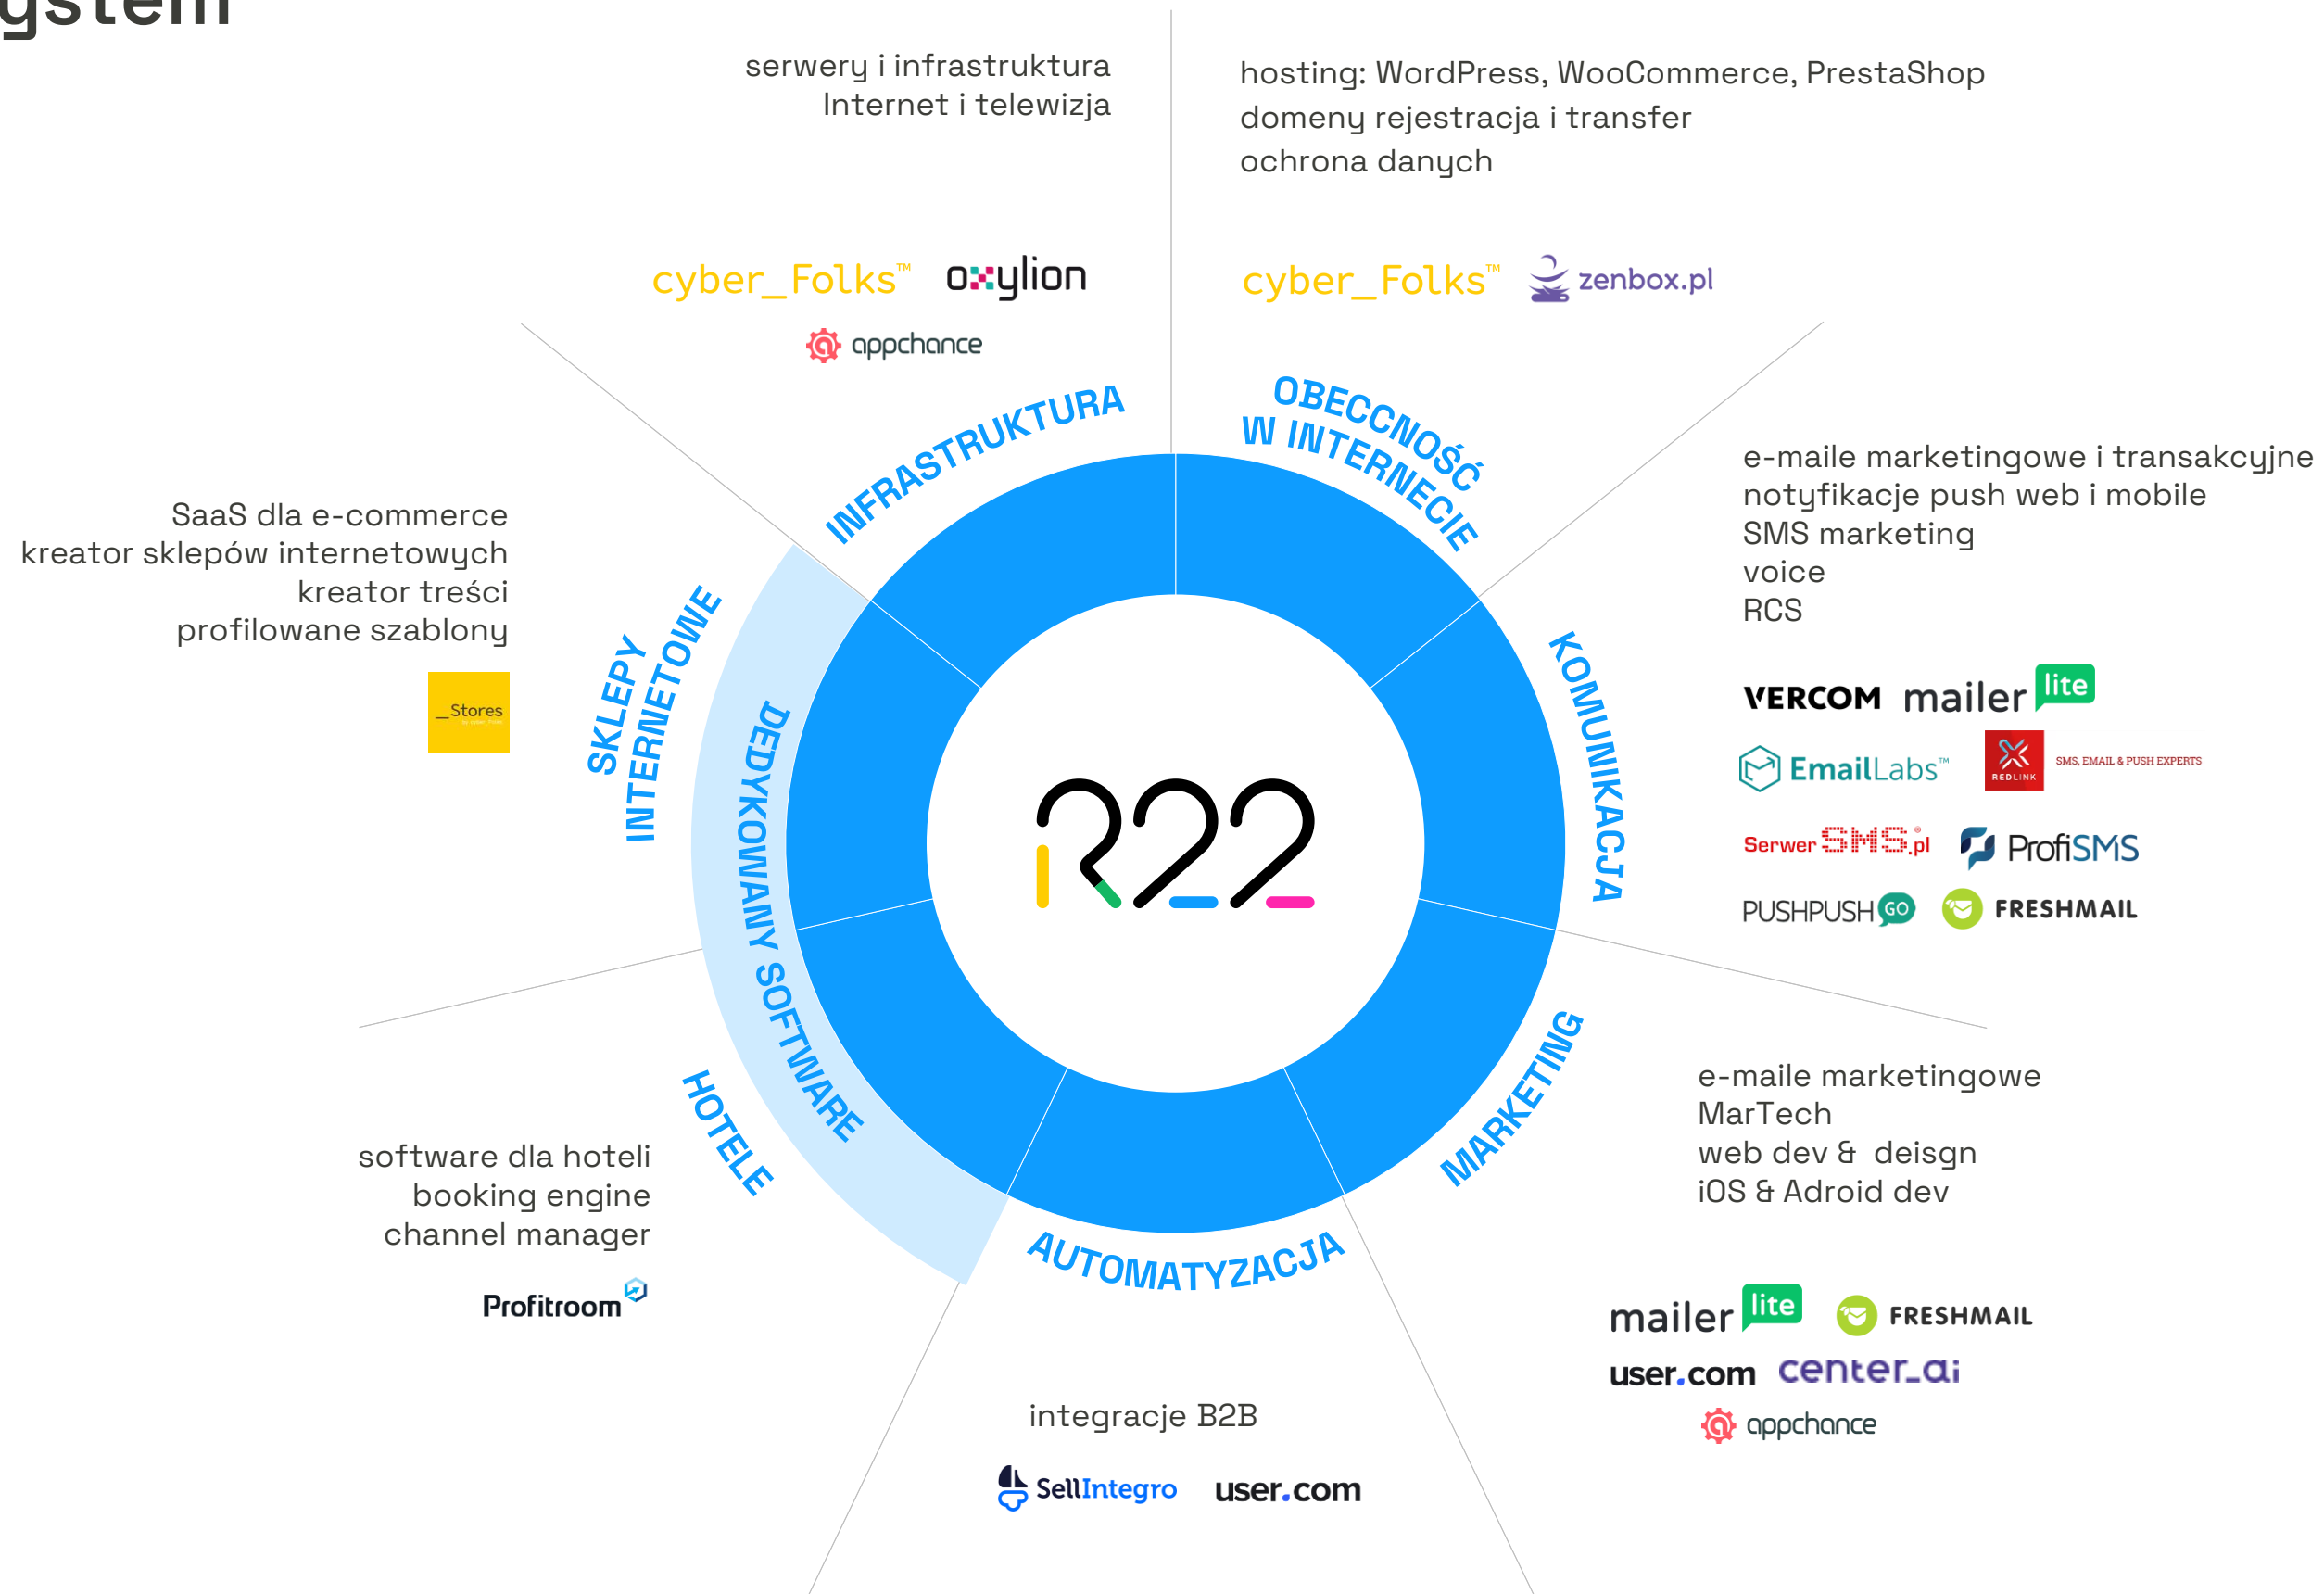 ystem
serwery i infrastruktura
Internet i telewizja
cyber_Folks™ oxylion
appchance
hosting: WordPress, WooCommerce, PrestaShop
domeny rejestracja i transfer
ochrona danych
cyber_Folks™ zenbox.pl
INFRASTRUKTURA
OBECCNOŚĆ
W INTERNECIE
e-maile marketingowe i transakcyjne
notyfikacje push web i mobile
SMS marketing
voice
RCS
VERCOM mailer lite
EmailLabs™ REDLINK SMS, EMAIL & PUSH EXPERTS
SerwerSMS.pl® ProfiSMS
PUSHPUSH GO FRESHMAIL
KOMUNIKACJA
SaaS dla e-commerce
kreator sklepów internetowych
kreator treści
profilowane szablony
_Stores
by cyber_Folks
SKLEPY
INTERNETOWE
DEDYKOWANY SOFTWARE
R22
HOTELE
software dla hoteli
booking engine
channel manager
Profitroom
AUTOMATYZACJA
integracje B2B
SellIntegro user.com
MARKETING
e-maile marketingowe
MarTech
web dev & deisgn
iOS & Adroid dev
mailer lite FRESHMAIL
user.com center_ai
appchance